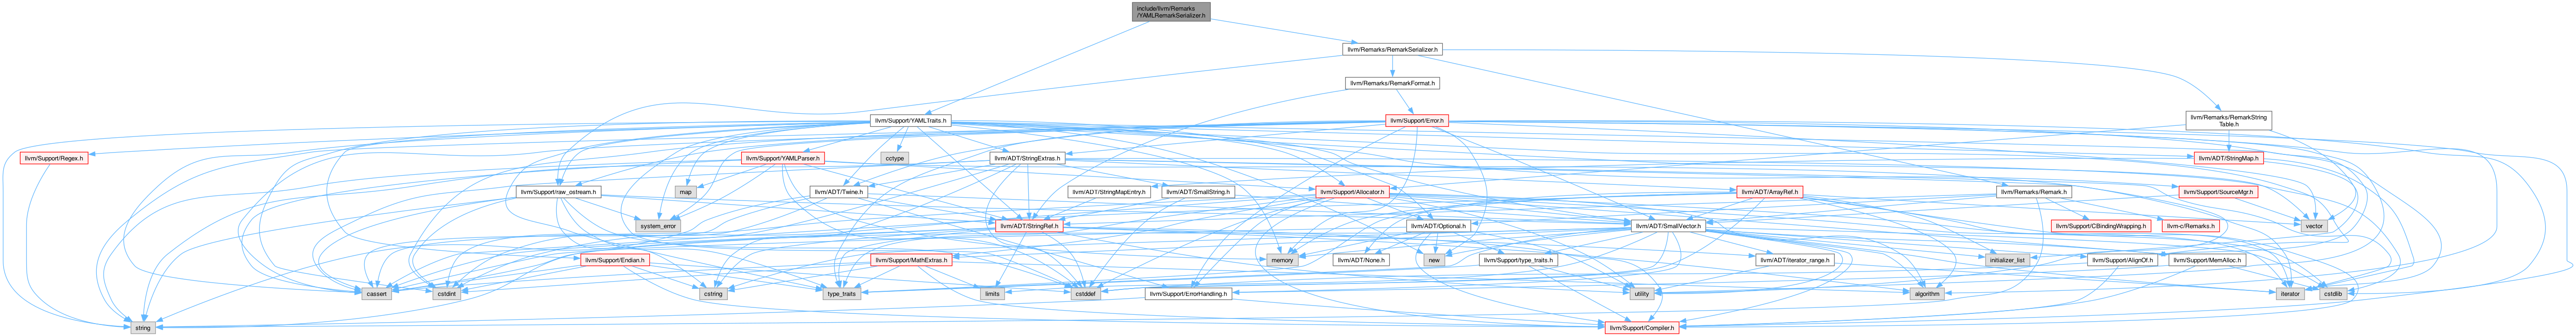 include/llvm/Remarks
/YAMLRemarkSerializer.h
llvm/Remarks/RemarkSerializer.h
llvm/Remarks/RemarkFormat.h
llvm/Support/YAMLTraits.h
llvm/Support/Error.h
llvm/Remarks/RemarkString
Table.h
llvm/Support/Regex.h
llvm/Support/YAMLParser.h
cctype
llvm/ADT/StringExtras.h
llvm/ADT/StringMap.h
llvm/Support/raw_ostream.h
map
llvm/ADT/Twine.h
llvm/ADT/StringMapEntry.h
llvm/ADT/SmallString.h
llvm/Support/Allocator.h
llvm/ADT/ArrayRef.h
llvm/Remarks/Remark.h
llvm/Support/SourceMgr.h
system_error
llvm/ADT/StringRef.h
llvm/ADT/Optional.h
llvm/ADT/SmallVector.h
llvm/Support/CBindingWrapping.h
llvm-c/Remarks.h
vector
llvm/Support/Endian.h
llvm/Support/MathExtras.h
memory
llvm/ADT/None.h
new
llvm/Support/type_traits.h
llvm/ADT/iterator_range.h
initializer_list
llvm/Support/AlignOf.h
llvm/Support/MemAlloc.h
cassert
cstdint
cstring
type_traits
limits
cstddef
llvm/Support/ErrorHandling.h
utility
algorithm
iterator
cstdlib
string
llvm/Support/Compiler.h